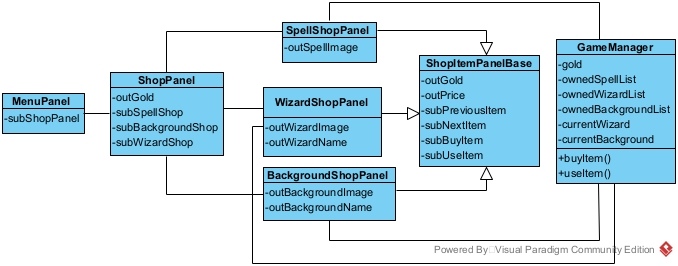 SpellShopPanel
-outSpellImage
GameManager
-gold
-ownedSpellList
-ownedWizardList
-ownedBackgroundList
-currentWizard
-currentBackground
+buyItem()
+useItem()
ShopItemPanelBase
-outGold
-outPrice
-subPreviousItem
-subNextItem
-subBuyItem
-subUseItem
ShopPanel
-outGold
-subSpellShop
-subBackgroundShop
-subWizardShop
MenuPanel
-subShopPanel
WizardShopPanel
-outWizardImage
-outWizardName
BackgroundShopPanel
-outBackgroundImage
-outBackgroundName
Powered By Visual Paradigm Community Edition